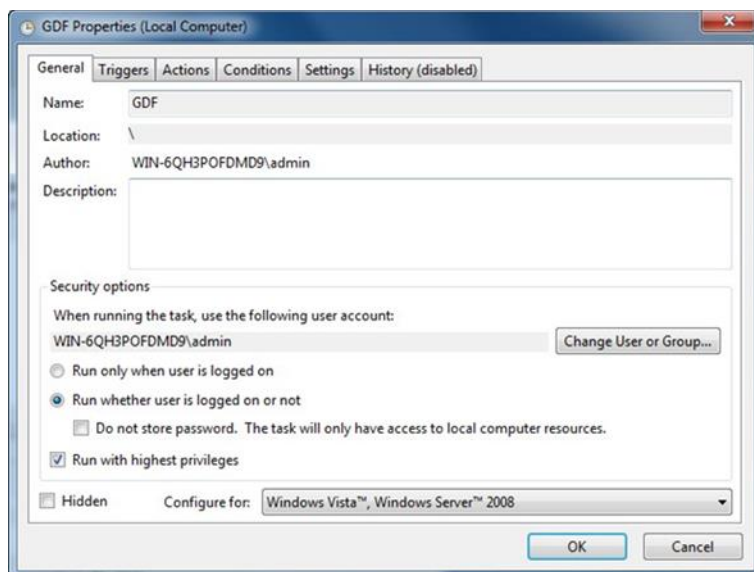 GDF Properties (Local Computer)
General Triggers Actions Conditions Settings History (disabled)
Name: GDF
Location: \
Author: WIN-6QH3POFDMD9\admin
Description:
Security options
When running the task, use the following user account:
WIN-6QH3POFDMD9\admin Change User or Group...
Run only when user is logged on
Run whether user is logged on or not
Do not store password. The task will only have access to local computer resources.
Run with highest privileges
Hidden Configure for: Windows Vista™, Windows Server™ 2008
OK Cancel